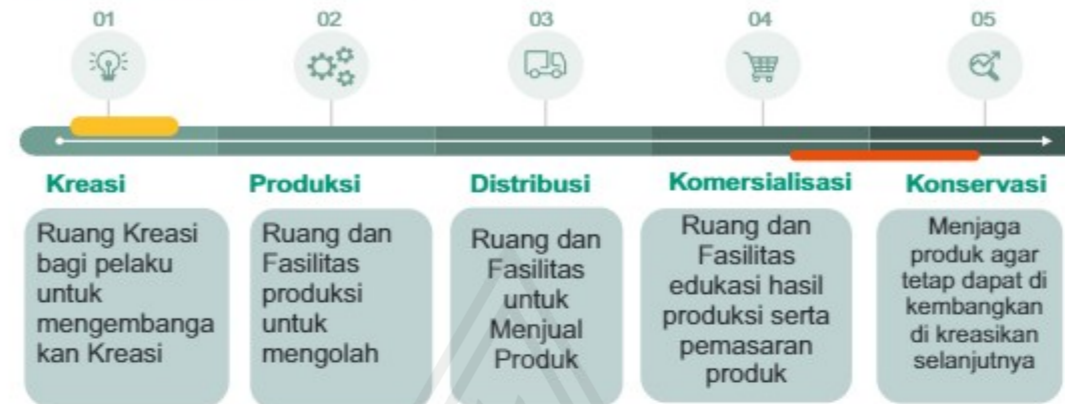 01
02
03
04
05
Kreasi
Produksi
Distribusi
Komersialisasi
Konservasi
Ruang Kreasi
bagi pelaku
untuk
mengembanga
kan Kreasi
Ruang dan
Fasilitas
produksi
untuk
mengolah
Ruang dan
Fasilitas
untuk
Menjual
Produk
Ruang dan
Fasilitas
edukasi hasil
produksi serta
pemasaran
produk
Menjaga
produk agar
tetap dapat di
kembangkan
di kreasikan
selanjutnya